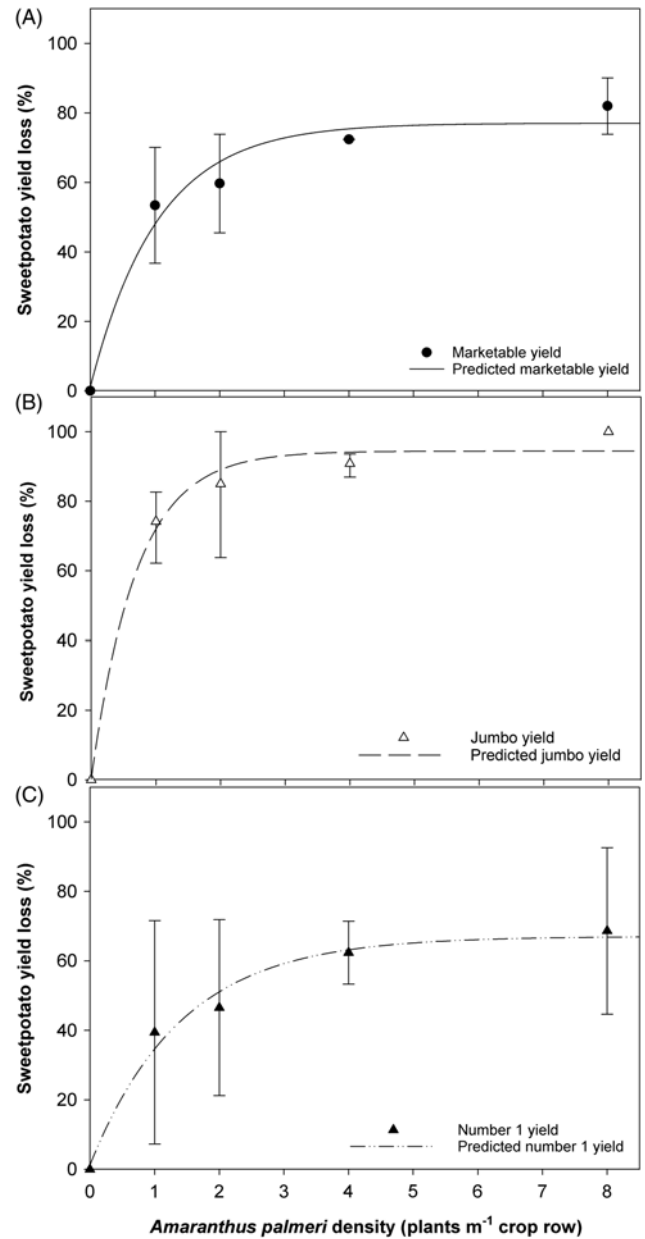 (A)
Sweetpotato yield loss (%)
100
80
60
40
20
0
Marketable yield
Predicted marketable yield
(B)
Sweetpotato yield loss (%)
100
80
60
40
20
0
Jumbo yield
Predicted jumbo yield
(C)
Sweetpotato yield loss (%)
100
80
60
40
20
0
Number 1 yield
Predicted number 1 yield
0 1 2 3 4 5 6 7 8
Amaranthus palmeri density (plants m⁻¹ crop row)